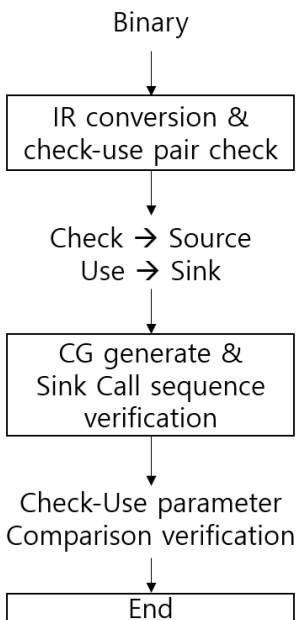 Binary
IR conversion &
check-use pair check
Check → Source
Use → Sink
CG generate &
Sink Call sequence
verification
Check-Use parameter
Comparison verification
End